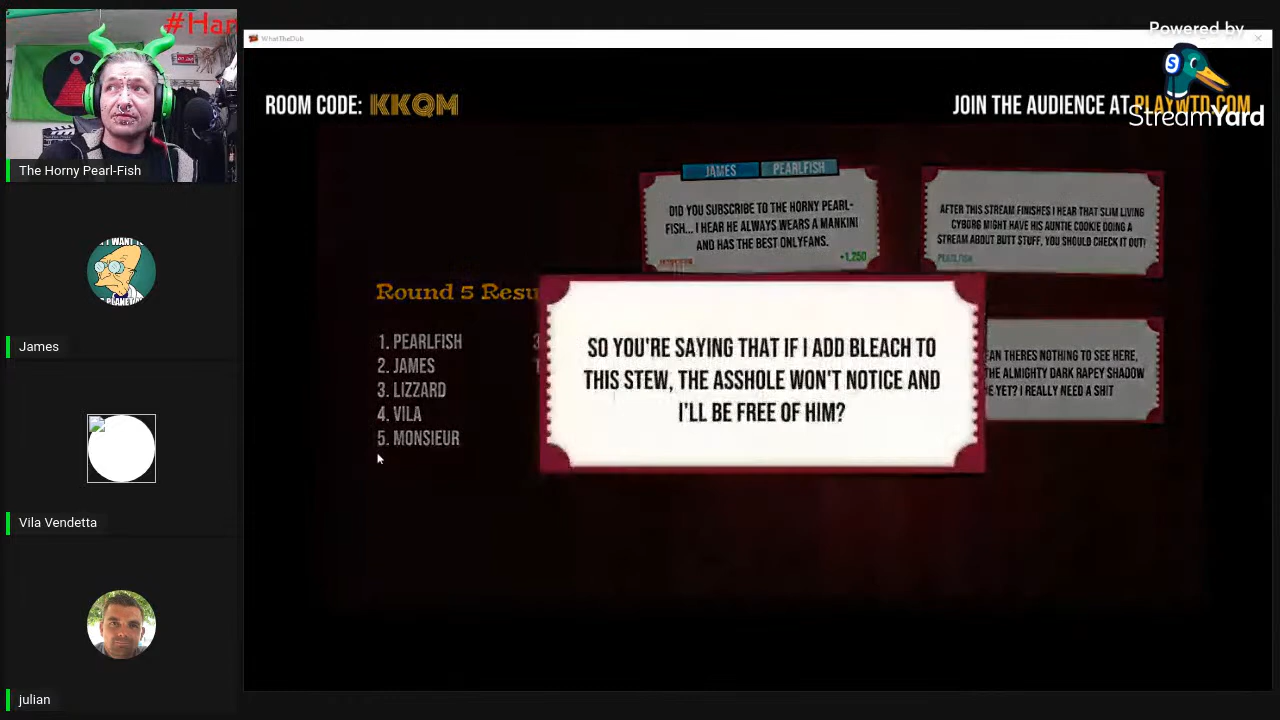 #Har
The Horny Pearl-Fish
James
Vila Vendetta
julian
WhatTheDub
Powered by
StreamYard
ROOM CODE: KKQM
JOIN THE AUDIENCE AT PLAYWTD.COM
JAMES
PEARLFISH
DID YOU SUBSCRIBE TO THE HORNY PEARL-
FISH... I HEAR HE ALWAYS WEARS A MANKINI
AND HAS THE BEST ONLYFANS.
+1,250
AFTER THIS STREAM FINISHES I HEAR THAT SLIM LIVING
CYBORG MIGHT HAVE HIS AUNTIE COOKIE DOING A
STREAM ABOUT BUTT STUFF, YOU SHOULD CHECK IT OUT!
PEARLFISH
Round 5 Resu
1. PEARLFISH
2. JAMES
3. LIZZARD
4. VILA
5. MONSIEUR
SO YOU'RE SAYING THAT IF I ADD BLEACH TO
THIS STEW, THE ASSHOLE WON'T NOTICE AND
I'LL BE FREE OF HIM?
EAN THERES NOTHING TO SEE HERE,
THE ALMIGHTY DARK RAPEY SHADOW
E YET? I REALLY NEED A SHIT